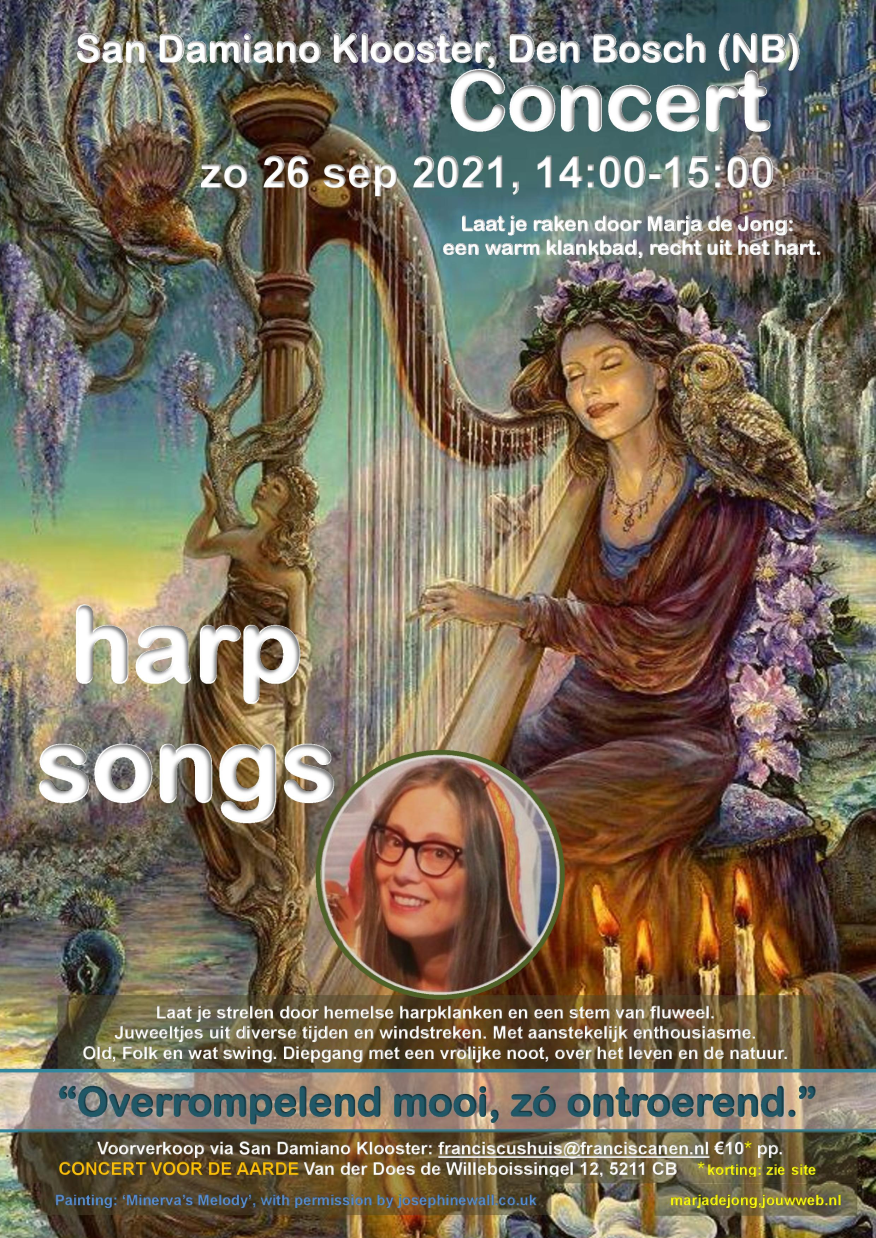 San Damiano Klooster, Den Bosch (NB)
Concert
zo 26 sep 2021, 14:00-15:00
Laat je raken door Marja de Jong:
een warm klankbad, recht uit het hart.
harp
songs
Laat je strelen door hemelse harpklanken en een stem van fluweel.
Juweeltjes uit diverse tijden en windstreken. Met aanstekelijk enthousiasme.
Old, Folk en wat swing. Diepgang met een vrolijke noot, over het leven en de natuur.
“Overrompelend mooi, zó ontroerend.”
Voorverkoop via San Damiano Klooster: franciscushuis@franciscanen.nl €10* pp.
CONCERT VOOR DE AARDE Van der Does de Willeboissingel 12, 5211 CB *korting: zie site
Painting: ‘Minerva’s Melody’, with permission by josephinewall.co.uk marjadejong.jouwweb.nl